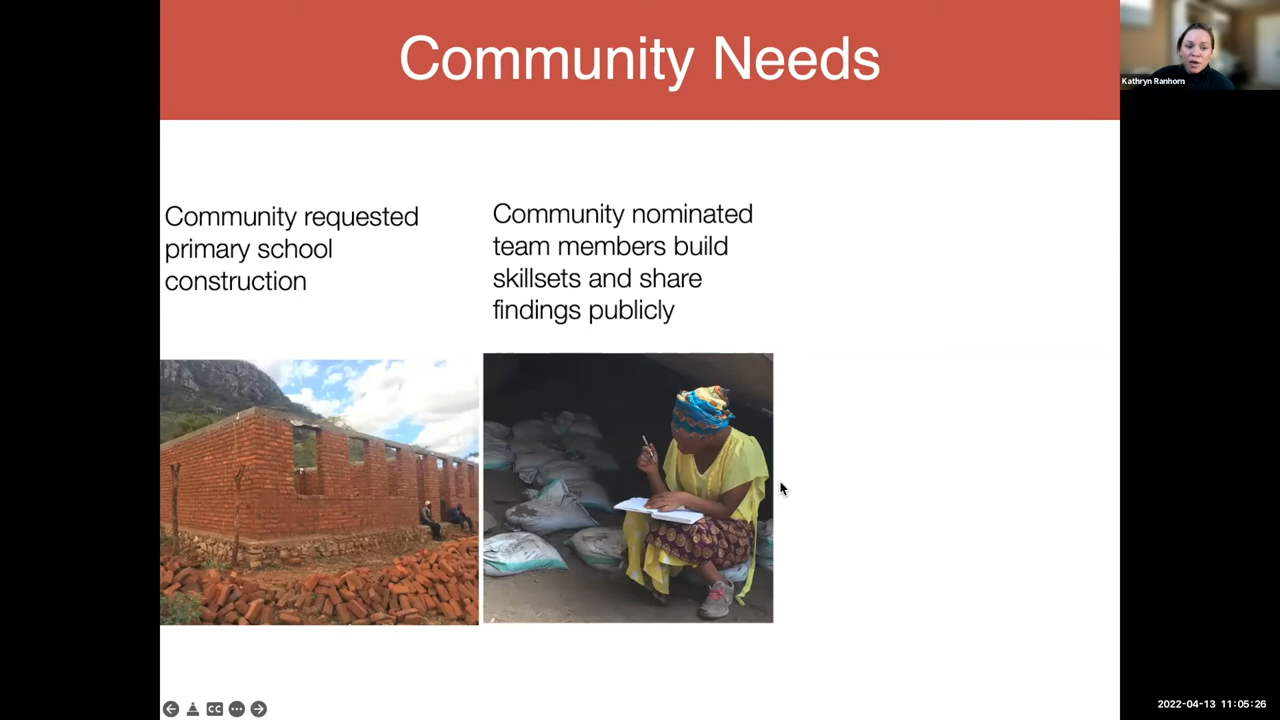 Community Needs
Kathryn Ranhorn
Community requested
primary school
construction
Community nominated
team members build
skillsets and share
findings publicly
CC
2022-04-13 11:05:26